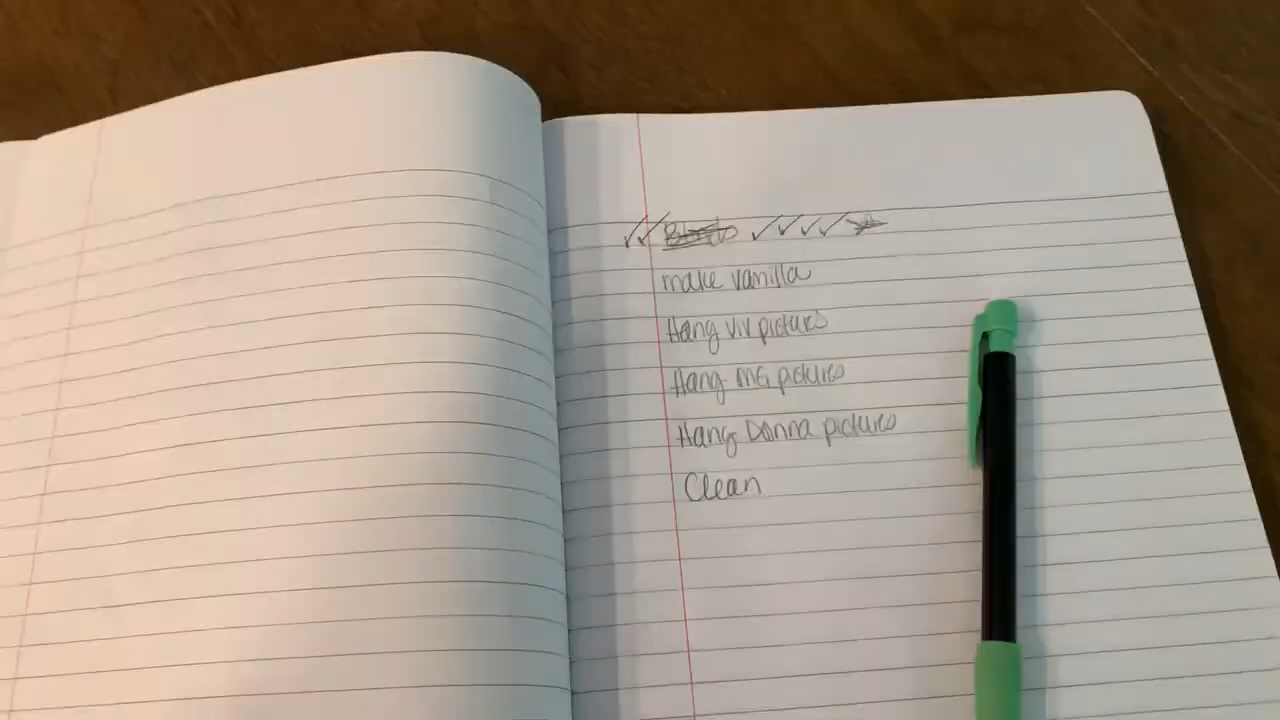 make vanilla
Hang viv pictures
Hang MG pictures
Hang Donna pictures
Clean